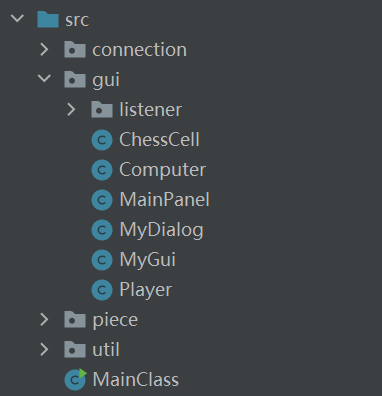 src
connection
gui
listener
ChessCell
Computer
MainPanel
MyDialog
MyGui
Player
piece
util
MainClass